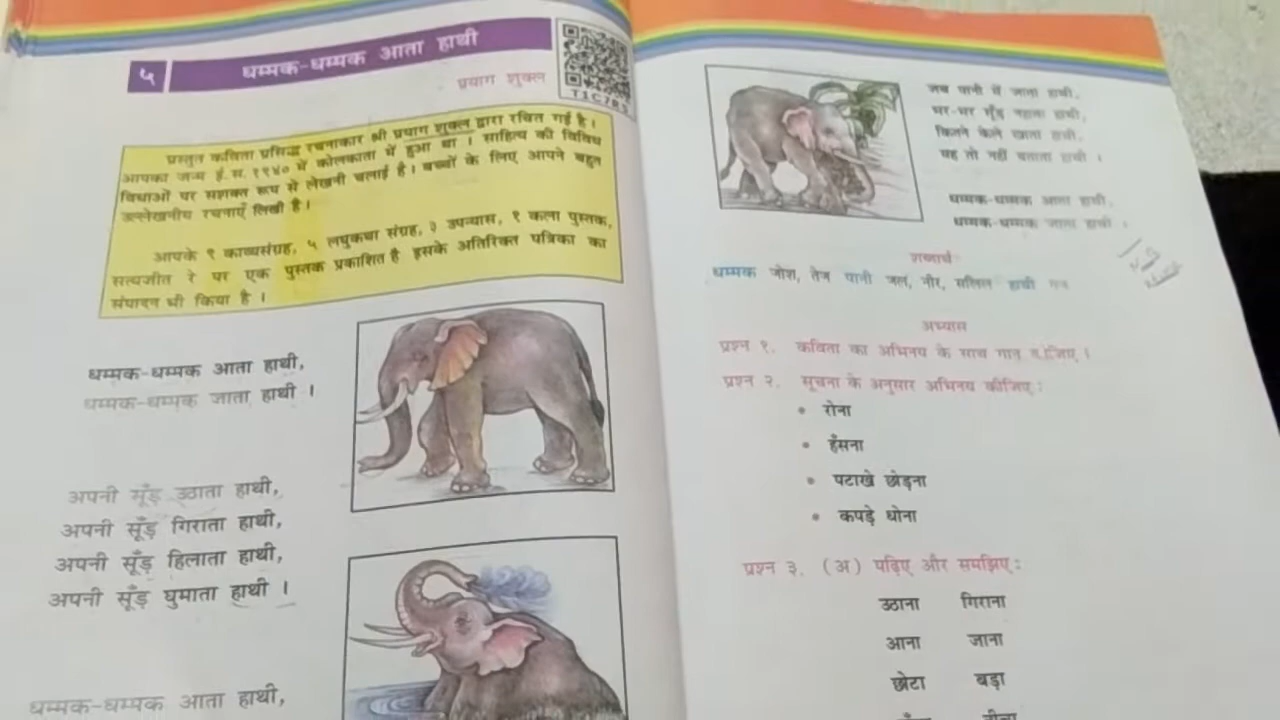 ५
धम्मक-धम्मक आता हाथी
प्रयाग शुक्ल
प्रस्तुत कविता प्रसिद्ध रचनाकार श्री प्रयाग शुक्ल द्वारा रचित गई है।
आपका जन्म ई.स.१९४० में कोलकाता में हुआ था । साहित्य की विविध
विधाओं पर सशक्त रूप से लेखनी चलाई है। बच्चों के लिए आपने बहुत
उल्लेखनीय रचनाएँ लिखी है।
आपके ९ काव्यसंग्रह, ५ लघुकथा संग्रह, ३ उपन्यास, १ कला पुस्तक,
सत्यजीत रे पर एक पुस्तक प्रकाशित है इसके अतिरिक्त पत्रिका का
संपादन भी किया है ।
धम्मक-धम्मक आता हाथी,
धम्मक-धम्मक जाता हाथी ।
अपनी सूँड़ उठाता हाथी,
अपनी सूँड़ गिराता हाथी,
अपनी सूँड़ हिलाता हाथी,
अपनी सूँड़ घुमाता हाथी ।
धम्मक-धम्मक आता हाथी,
जब पानी में जाता हाथी,
भर-भर सूँड़ नहाता हाथी,
कितने केले खाता हाथी,
यह तो नहीं बताता हाथी ।
धम्मक-धम्मक आता हाथी,
धम्मक-धम्मक जाता हाथी ।
शब्दार्थ
धम्मक जोश, तेज पानी जल, नीर, सलिल हाथी गज
अभ्यास
प्रश्न १. कविता का अभिनय के साथ गान कीजिए ।
प्रश्न २. सूचना के अनुसार अभिनय कीजिए :
• रोना
• हँसना
• पटाखे छोड़ना
• कपड़े धोना
प्रश्न ३. (अ) पढ़िए और समझिए :
उठाना गिराना
आना जाना
छोटा बड़ा